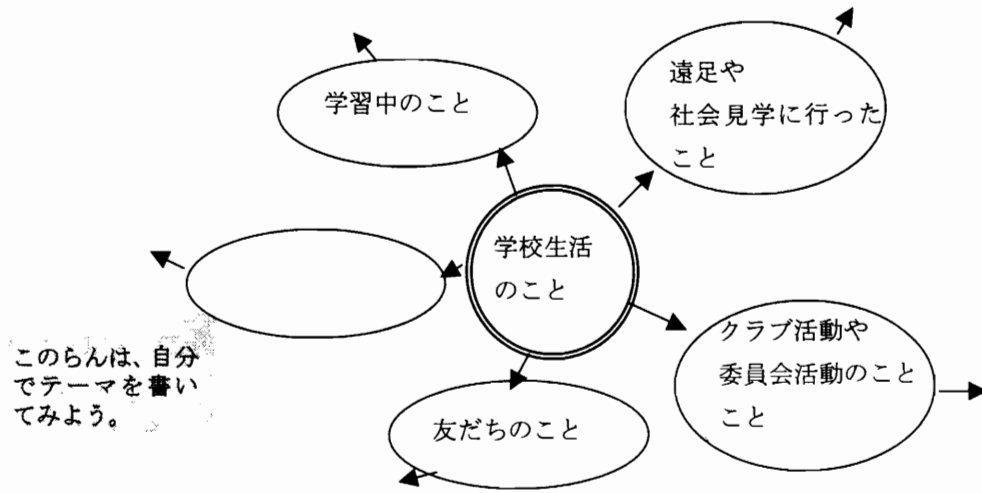 学習中のこと
遠足や
社会見学に行った
こと
学校生活
のこと
このらんは、自分
でテーマを書い
てみよう。
クラブ活動や
委員会活動のこと
こと
友だちのこと